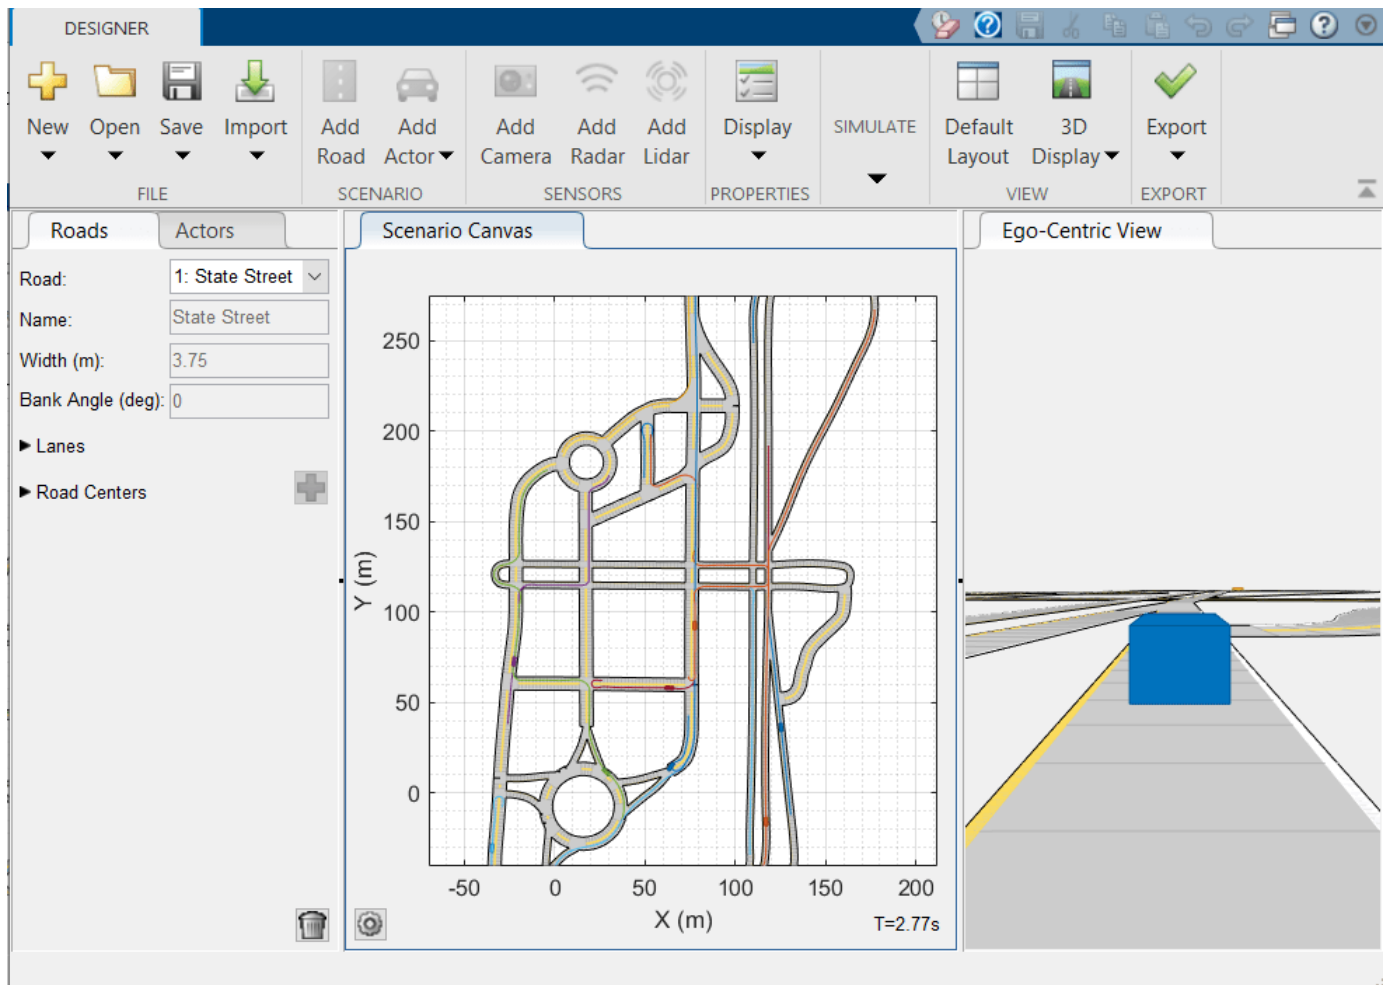 DESIGNER
New
Open
Save
Import
Add
Road
Add
Actor
Add
Camera
Add
Radar
Add
Lidar
Display
SIMULATE
Default
Layout
3D
Display
Export
FILE
SCENARIO
SENSORS
PROPERTIES
VIEW
EXPORT
Roads
Actors
Scenario Canvas
Ego-Centric View
Road:
1: State Street
Name:
State Street
Width (m):
3.75
Bank Angle (deg):
0
Lanes
Road Centers
250
200
150
100
50
0
Y (m)
-50
0
50
100
150
200
X (m)
T=2.77s